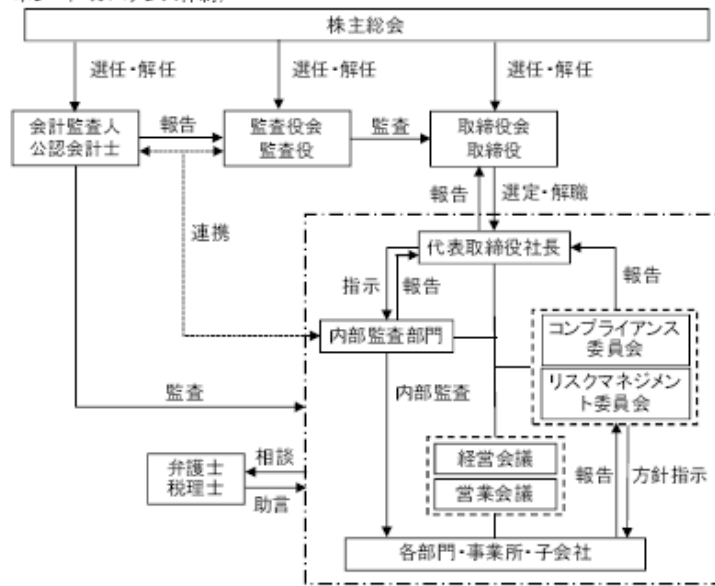 株主総会
選任・解任
選任・解任
選任・解任
会計監査人
公認会計士
報告
監査役会
監査役
監査
取締役会
取締役
報告
選定・解職
連携
代表取締役社長
指示
報告
報告
内部監査部門
コンプライアンス
委員会
リスクマネジメン
ト委員会
監査
内部監査
経営会議
営業会議
弁護士
税理士
相談
助言
報告
方針指示
各部門・事業所・子会社